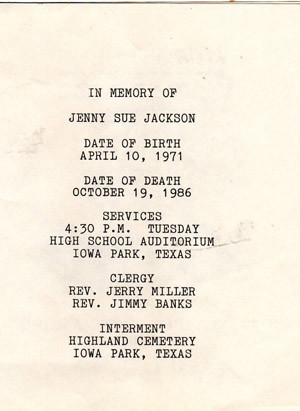 IN MEMORY OF
JENNY SUE JACKSON
DATE OF BIRTH
APRIL 10, 1971
DATE OF DEATH
OCTOBER 19, 1986
SERVICES
4:30 P.M. TUESDAY
HIGH SCHOOL AUDITORIUM
IOWA PARK, TEXAS
CLERGY
REV. JERRY MILLER
REV. JIMMY BANKS
INTERMENT
HIGHLAND CEMETERY
IOWA PARK, TEXAS